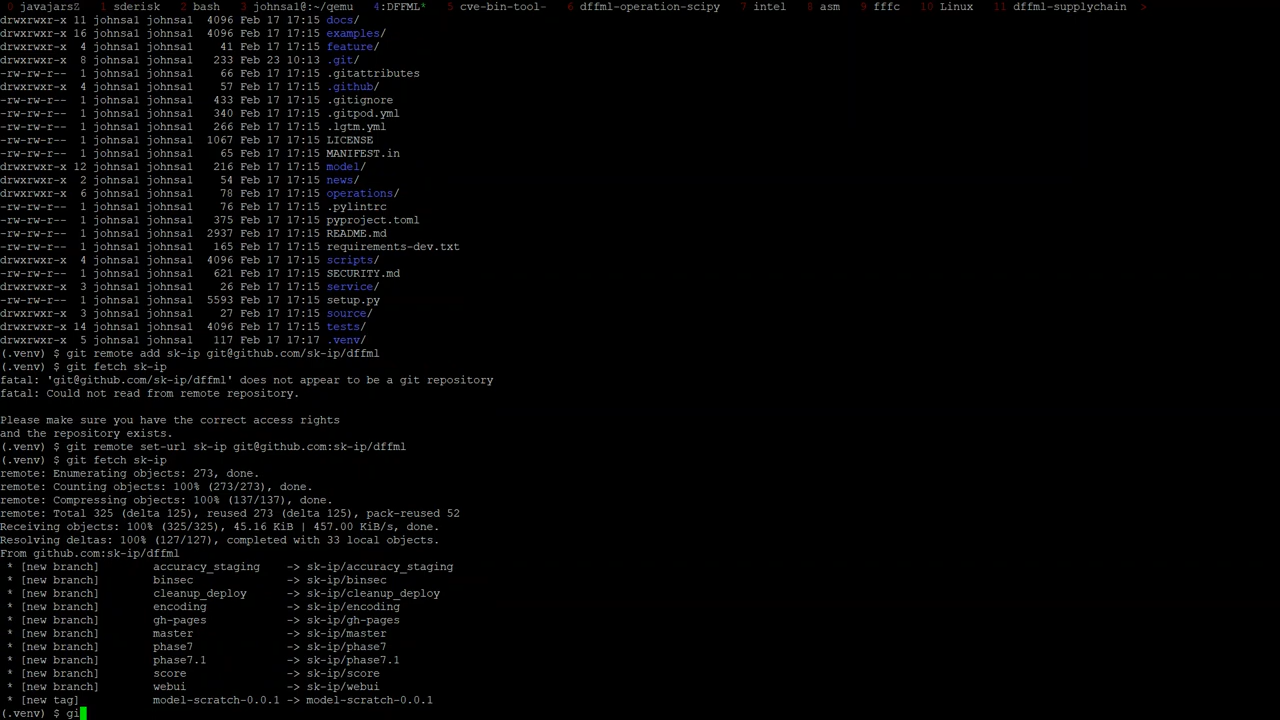 0 javajarsZ 1 sderisk 2 bash 3 johnsa1@:~/qemu 4:DFFML* 5 cve-bin-tool- 6 dffml-operation-scipy 7 intel 8 asm 9 fffc 10 Linux 11 dffml-supplychain >
drwxrwxr-x 11 johnsa1 johnsa1 4096 Feb 17 17:15 docs/
drwxrwxr-x 16 johnsa1 johnsa1 4096 Feb 17 17:15 examples/
drwxrwxr-x 4 johnsa1 johnsa1 41 Feb 17 17:15 feature/
drwxrwxr-x 8 johnsa1 johnsa1 233 Feb 23 10:13 .git/
-rw-rw-r-- 1 johnsa1 johnsa1 66 Feb 17 17:15 .gitattributes
drwxrwxr-x 4 johnsa1 johnsa1 57 Feb 17 17:15 .github/
-rw-rw-r-- 1 johnsa1 johnsa1 433 Feb 17 17:15 .gitignore
-rw-rw-r-- 1 johnsa1 johnsa1 340 Feb 17 17:15 .gitpod.yml
-rw-rw-r-- 1 johnsa1 johnsa1 266 Feb 17 17:15 .lgtm.yml
-rw-rw-r-- 1 johnsa1 johnsa1 1067 Feb 17 17:15 LICENSE
-rw-rw-r-- 1 johnsa1 johnsa1 65 Feb 17 17:15 MANIFEST.in
drwxrwxr-x 12 johnsa1 johnsa1 216 Feb 17 17:15 model/
drwxrwxr-x 2 johnsa1 johnsa1 54 Feb 17 17:15 news/
drwxrwxr-x 6 johnsa1 johnsa1 78 Feb 17 17:15 operations/
-rw-rw-r-- 1 johnsa1 johnsa1 76 Feb 17 17:15 .pylintrc
-rw-rw-r-- 1 johnsa1 johnsa1 375 Feb 17 17:15 pyproject.toml
-rw-rw-r-- 1 johnsa1 johnsa1 2937 Feb 17 17:15 README.md
-rw-rw-r-- 1 johnsa1 johnsa1 165 Feb 17 17:15 requirements-dev.txt
drwxrwxr-x 4 johnsa1 johnsa1 4096 Feb 17 17:15 scripts/
-rw-rw-r-- 1 johnsa1 johnsa1 621 Feb 17 17:15 SECURITY.md
drwxrwxr-x 3 johnsa1 johnsa1 26 Feb 17 17:15 service/
-rw-rw-r-- 1 johnsa1 johnsa1 5593 Feb 17 17:15 setup.py
drwxrwxr-x 3 johnsa1 johnsa1 27 Feb 17 17:15 source/
drwxrwxr-x 14 johnsa1 johnsa1 4096 Feb 17 17:15 tests/
drwxrwxr-x 5 johnsa1 johnsa1 117 Feb 17 17:15 .venv/
(.venv) $ git remote add sk-ip git@github.com/sk-ip/dffml
(.venv) $ git fetch sk-ip
fatal: 'git@github.com/sk-ip/dffml' does not appear to be a git repository
fatal: Could not read from remote repository.

Please make sure you have the correct access rights
and the repository exists.
(.venv) $ git remote set-url sk-ip git@github.com:sk-ip/dffml
(.venv) $ git fetch sk-ip
remote: Enumerating objects: 273, done.
remote: Counting objects: 100% (273/273), done.
remote: Compressing objects: 100% (137/137), done.
remote: Total 325 (delta 125), reused 273 (delta 125), pack-reused 52
Receiving objects: 100% (325/325), 45.16 KiB | 457.00 KiB/s, done.
Resolving deltas: 100% (127/127), completed with 33 local objects.
From github.com:sk-ip/dffml
* [new branch] accuracy_staging -> sk-ip/accuracy_staging
* [new branch] binsec -> sk-ip/binsec
* [new branch] cleanup_deploy -> sk-ip/cleanup_deploy
* [new branch] encoding -> sk-ip/encoding
* [new branch] gh-pages -> sk-ip/gh-pages
* [new branch] master -> sk-ip/master
* [new branch] phase7 -> sk-ip/phase7
* [new branch] phase7.1 -> sk-ip/phase7.1
* [new branch] score -> sk-ip/score
* [new branch] webui -> sk-ip/webui
* [new tag] model-scratch-0.0.1 -> model-scratch-0.0.1
(.venv) $ gi